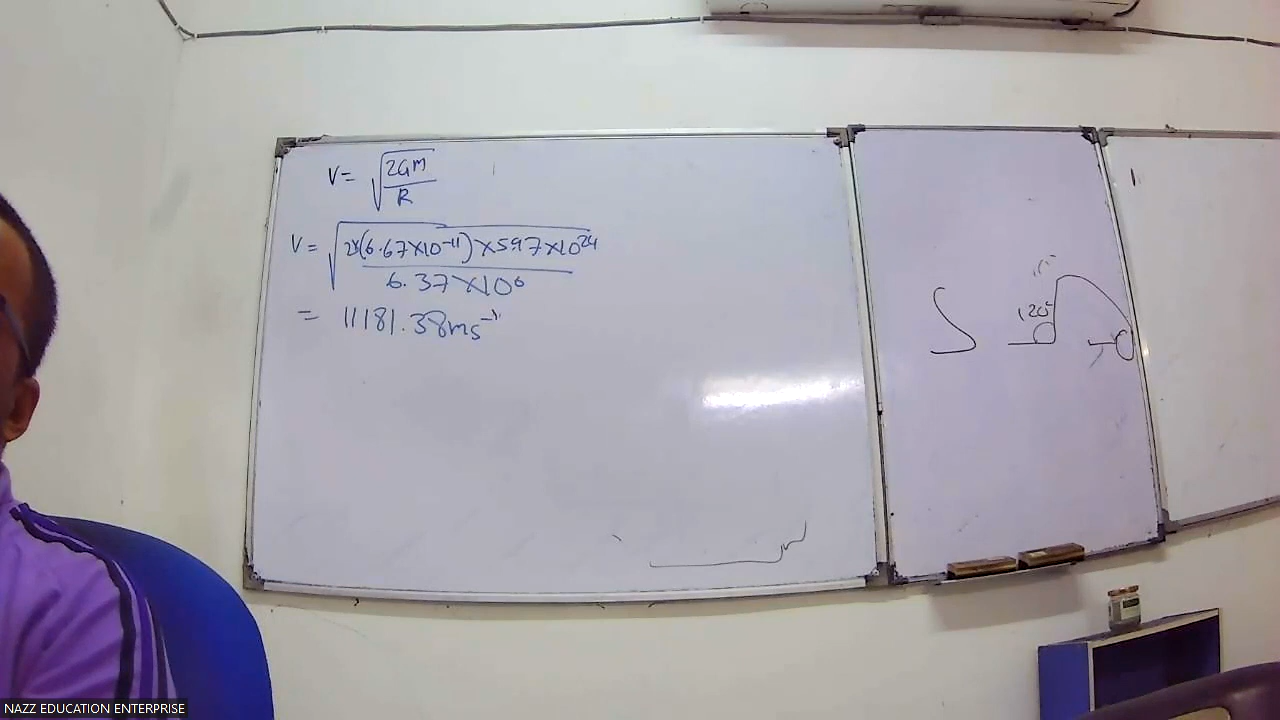 V = √(2GM/R)
V = √(2×(6.67×10⁻¹¹)×5.97×10²⁴/6.37×10⁶)
= 11181.38ms⁻¹
120°
NAZZ EDUCATION ENTERPRISE